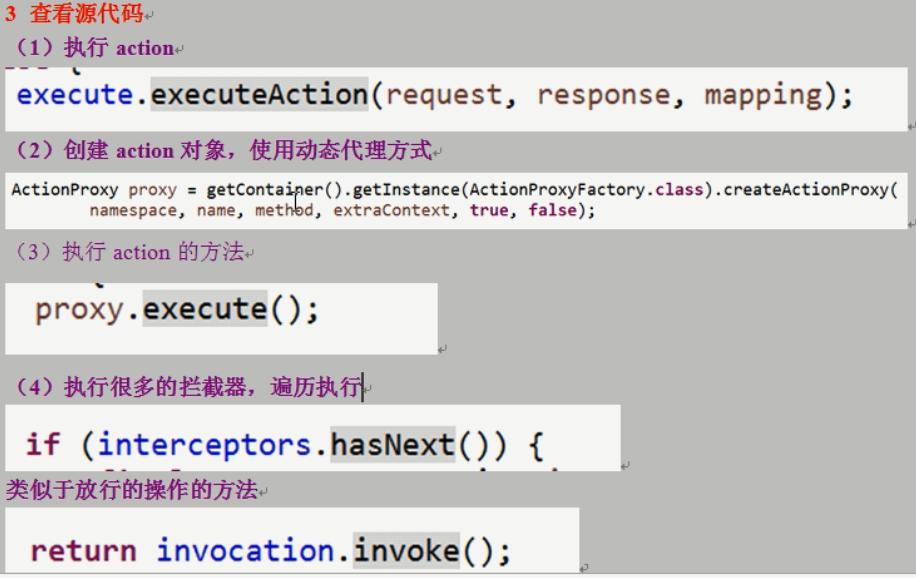 3 查看源代码
（1）执行 action
execute.executeAction(request, response, mapping);
（2）创建 action 对象，使用动态代理方式
ActionProxy proxy = getContainer().getInstance(ActionProxyFactory.class).createActionProxy(
namespace, name, method, extraContext, true, false);
（3）执行 action 的方法
proxy.execute();
（4）执行很多的拦截器，遍历执行
if (interceptors.hasNext()) {
类似于放行的操作的方法
return invocation.invoke();